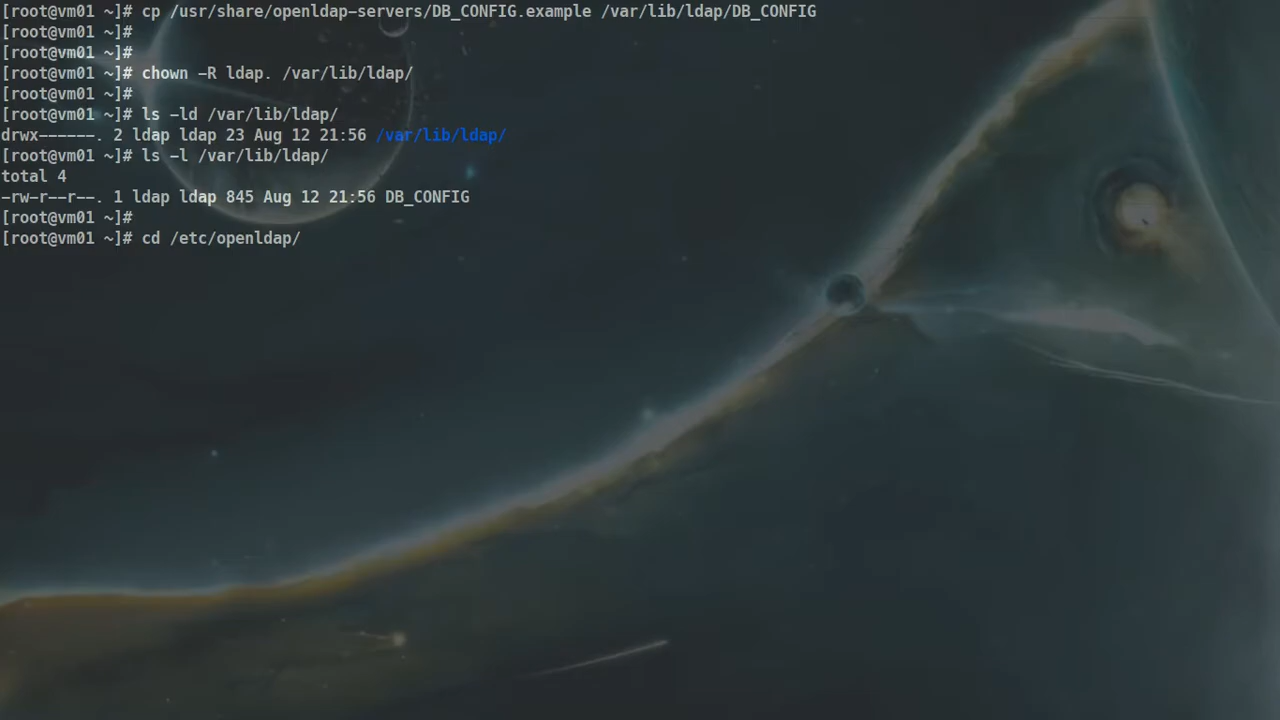 [root@vm01 ~]# cp /usr/share/openldap-servers/DB_CONFIG.example /var/lib/ldap/DB_CONFIG
[root@vm01 ~]#
[root@vm01 ~]#
[root@vm01 ~]# chown -R ldap. /var/lib/ldap/
[root@vm01 ~]#
[root@vm01 ~]# ls -ld /var/lib/ldap/
drwx------. 2 ldap ldap 23 Aug 12 21:56 /var/lib/ldap/
[root@vm01 ~]# ls -l /var/lib/ldap/
total 4
-rw-r--r--. 1 ldap ldap 845 Aug 12 21:56 DB_CONFIG
[root@vm01 ~]#
[root@vm01 ~]# cd /etc/openldap/